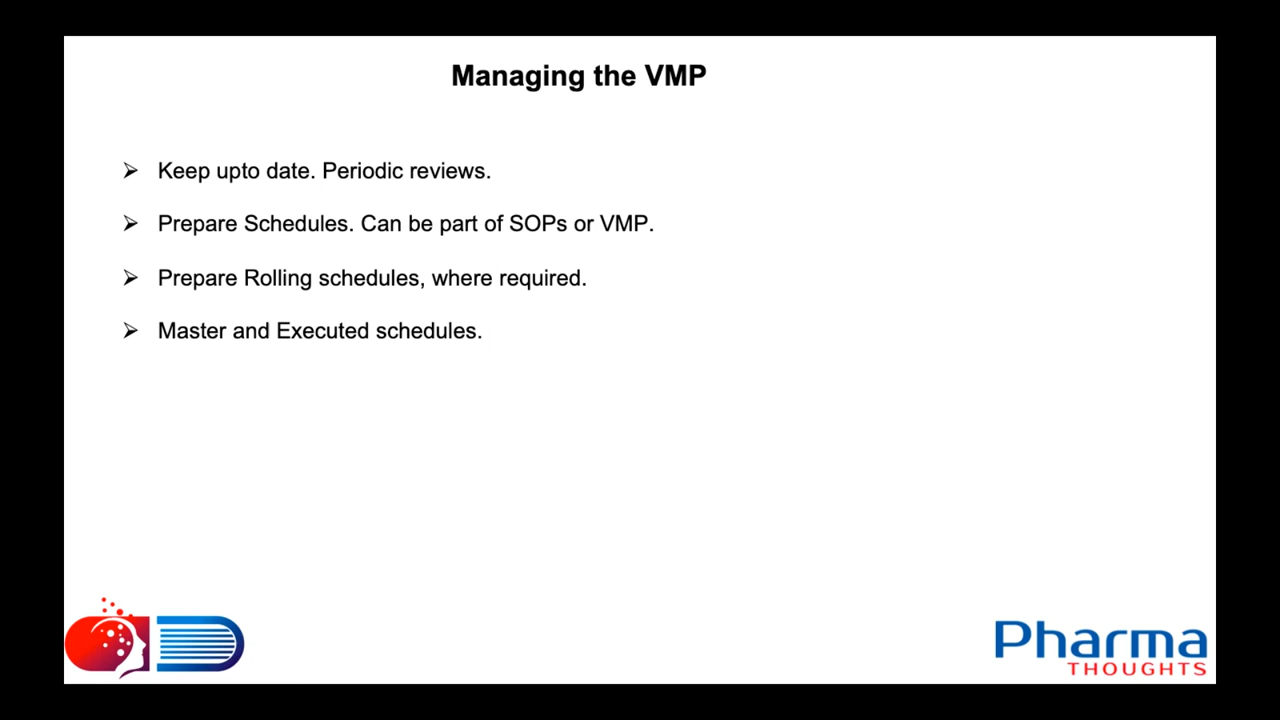 Managing the VMP
➢ Keep upto date. Periodic reviews.
➢ Prepare Schedules. Can be part of SOPs or VMP.
➢ Prepare Rolling schedules, where required.
➢ Master and Executed schedules.
Pharma
THOUGHTS